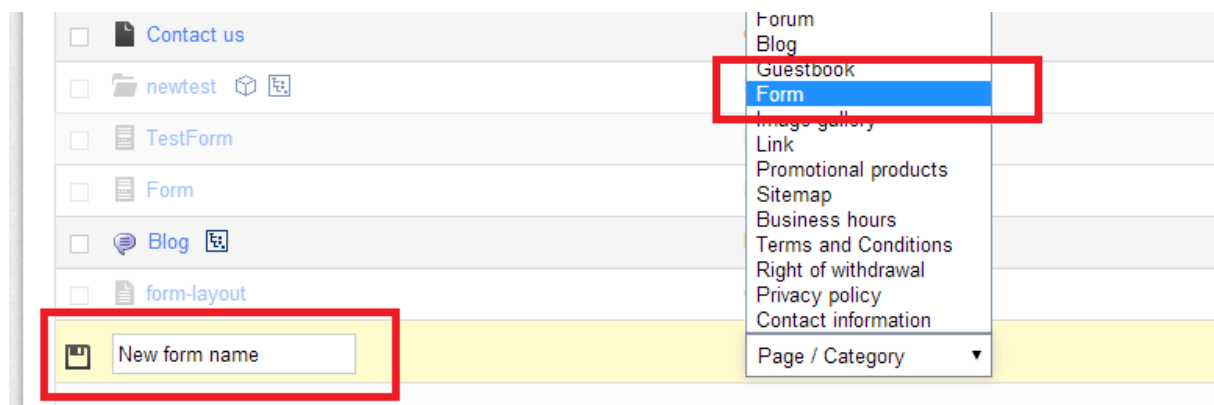 Contact us
newtest
TestForm
Form
Blog
form-layout
New form name
Forum
Blog
Guestbook
Form
Image gallery
Link
Promotional products
Sitemap
Business hours
Terms and Conditions
Right of withdrawal
Privacy policy
Contact information
Page / Category